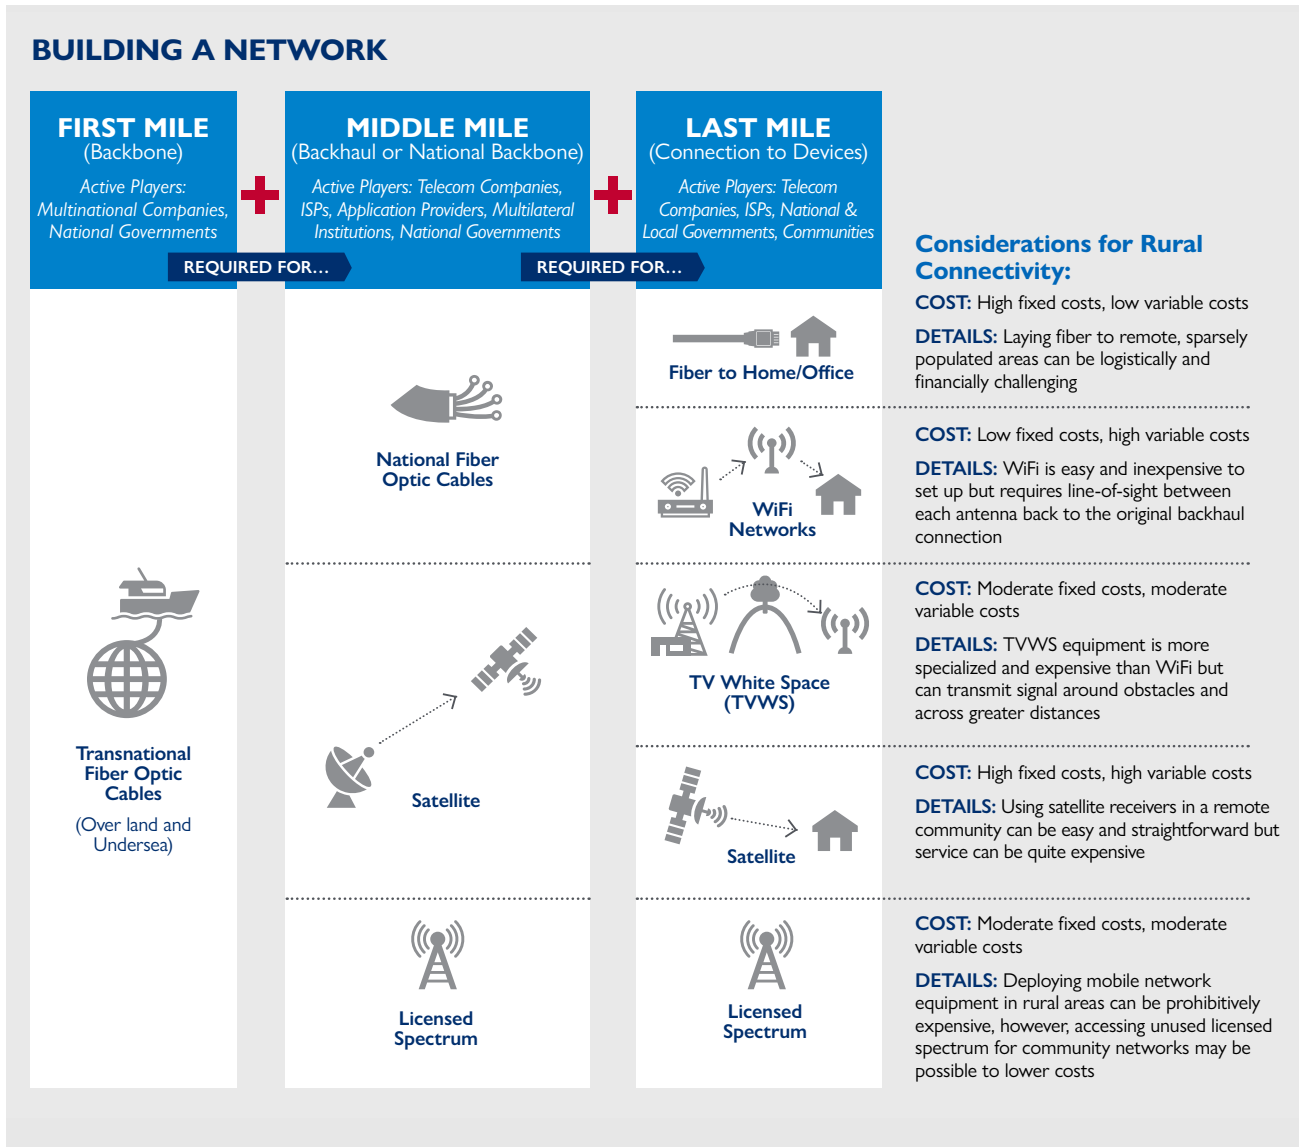 BUILDING A NETWORK
FIRST MILE
(Backbone)
Active Players:
Multinational Companies,
National Governments
REQUIRED FOR...
MIDDLE MILE
(Backhaul or National Backbone)
Active Players: Telecom Companies,
ISPs, Application Providers, Multilateral
Institutions, National Governments
REQUIRED FOR...
LAST MILE
(Connection to Devices)
Active Players: Telecom
Companies, ISPs, National &
Local Governments, Communities
Considerations for Rural
Connectivity:
Transnational
Fiber Optic
Cables
(Over land and
Undersea)
National Fiber
Optic Cables
Satellite
Licensed
Spectrum
Fiber to Home/Office
COST: High fixed costs, low variable costs
DETAILS: Laying fiber to remote, sparsely
populated areas can be logistically and
financially challenging
WiFi
Networks
COST: Low fixed costs, high variable costs
DETAILS: WiFi is easy and inexpensive to
set up but requires line-of-sight between
each antenna back to the original backhaul
connection
TV White Space
(TVWS)
COST: Moderate fixed costs, moderate
variable costs
DETAILS: TVWS equipment is more
specialized and expensive than WiFi but
can transmit signal around obstacles and
across greater distances
Satellite
COST: High fixed costs, high variable costs
DETAILS: Using satellite receivers in a remote
community can be easy and straightforward but
service can be quite expensive
Licensed
Spectrum
COST: Moderate fixed costs, moderate
variable costs
DETAILS: Deploying mobile network
equipment in rural areas can be prohibitively
expensive, however, accessing unused licensed
spectrum for community networks may be
possible to lower costs